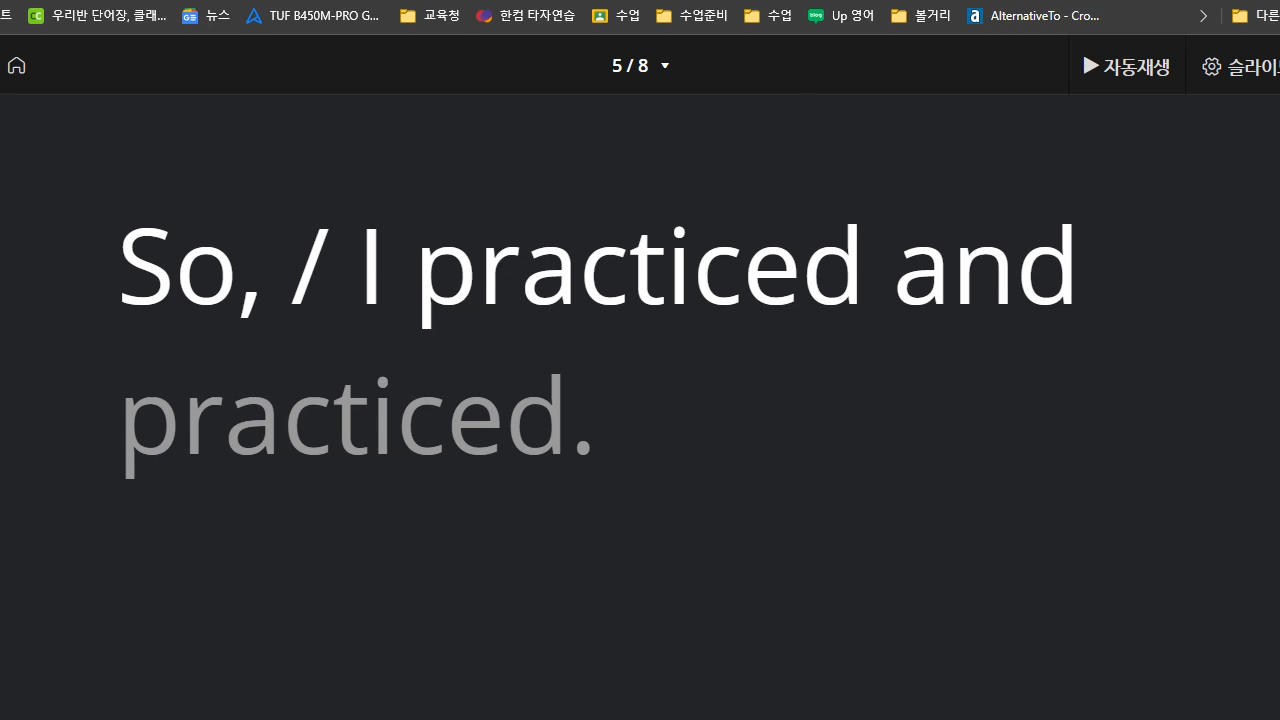 트 우리반 단어장, 클래... 뉴스 TUF B450M-PRO G... 교육청 한컴 타자연습 수업 수업준비 수업 Up 영어 볼거리 AlternativeTo - Cro... 다른
5 / 8 자동재생 슬라이드
So, / I practiced and
practiced.